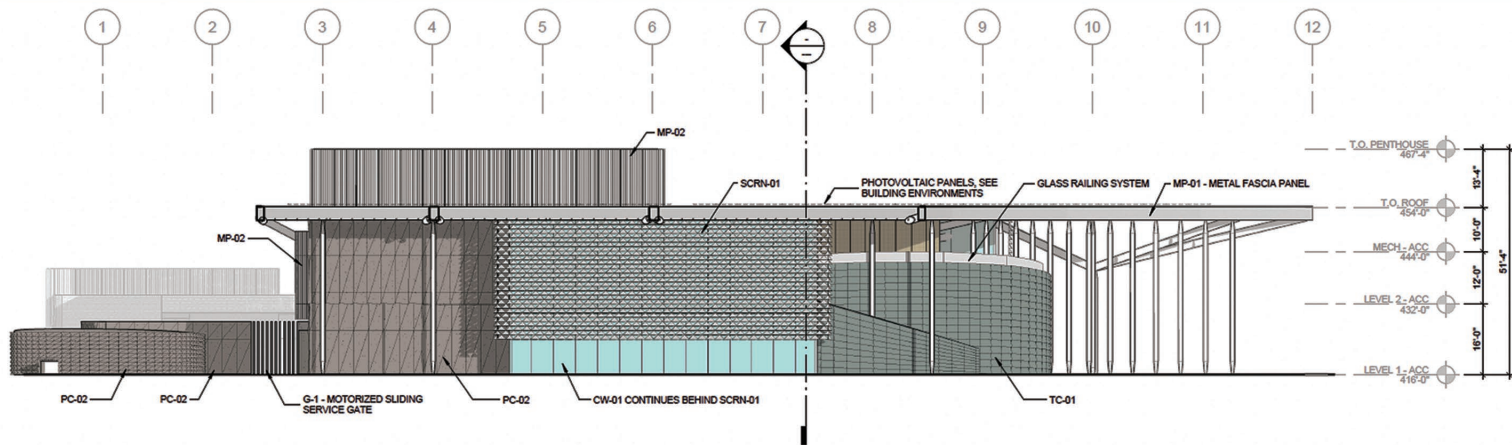 1 2 3 4 5 6 7 8 9 10 11 12
MP-02
SCRN-01
PHOTOVOLTAIC PANELS, SEE
BUILDING ENVIRONMENTS
GLASS RAILING SYSTEM
MP-01 - METAL FASCIA PANEL
T.O. PENTHOUSE
467'-4"
13'-4"
T.O. ROOF
454'-0"
10'-0"
MP-02
MECH - ACC
444'-0"
51'-4"
12'-0"
LEVEL 2 - ACC
432'-0"
16'-0"
LEVEL 1 - ACC
416'-0"
PC-02
PC-02
G-1 - MOTORIZED SLIDING
SERVICE GATE
PC-02
CW-01 CONTINUES BEHIND SCRN-01
TC-01